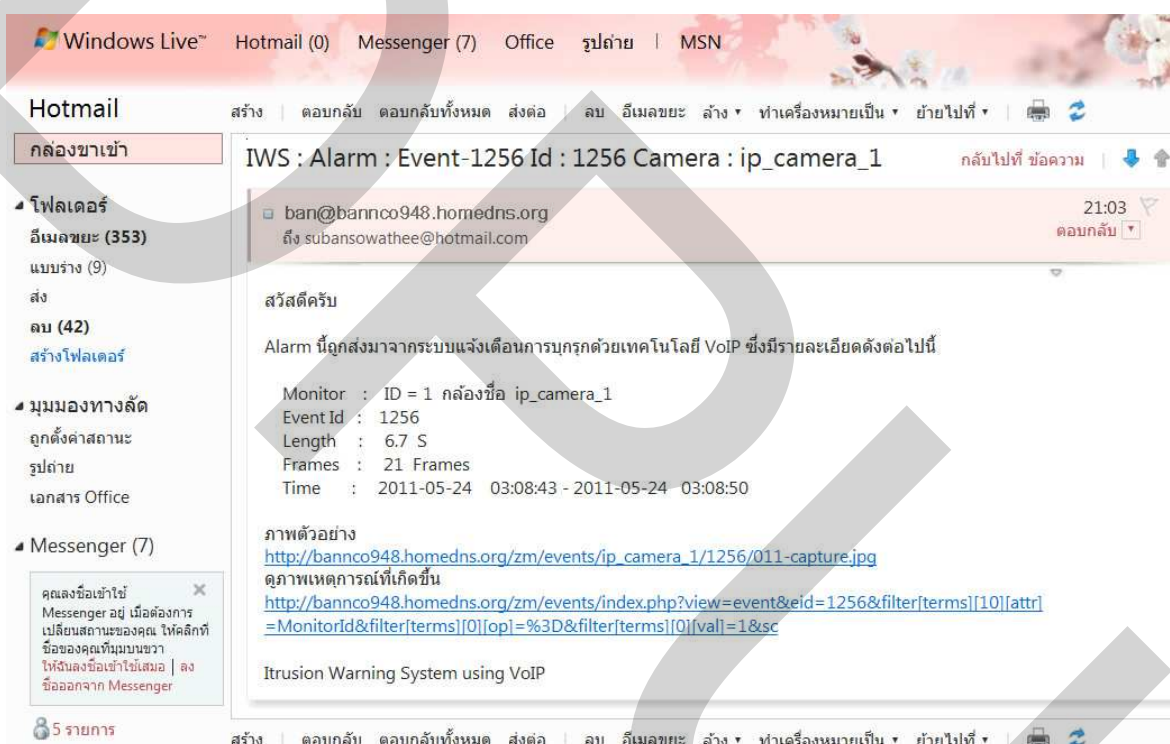 Windows Live™ Hotmail (0) Messenger (7) Office รูปถ่าย | MSN
Hotmail
สร้าง | ตอบกลับ ตอบกลับทั้งหมด ส่งต่อ | ลบ อีเมลขยะ ล้าง ▾ ทำเครื่องหมายเป็น ▾ ย้ายไปที่ ▾ |
กล่องขาเข้า
โฟลเดอร์
อีเมลขยะ (353)
แบบร่าง (9)
ส่ง
ลบ (42)
สร้างโฟลเดอร์
มุมมองทางลัด
ถูกตั้งค่าสถานะ
รูปถ่าย
เอกสาร Office
Messenger (7)
คุณลงชื่อเข้าใช้
Messenger อยู่ เมื่อต้องการ
เปลี่ยนสถานะของคุณ ให้คลิกที่
ชื่อของคุณที่มุมบนขวา
ให้ฉันลงชื่อเข้าใช้เสมอ | ลง
ชื่อออกจาก Messenger
5 รายการ
IWS : Alarm : Event-1256 Id : 1256 Camera : ip_camera_1
กลับไปที่ ข้อความ |
ban@bannco948.homedns.org
21:03
ถึง subansowathee@hotmail.com
ตอบกลับ ▾
สวัสดีครับ
Alarm นี้ถูกส่งมาจากระบบแจ้งเตือนการบุกรุกด้วยเทคโนโลยี VoIP ซึ่งมีรายละเอียดดังต่อไปนี้
Monitor : ID = 1 กล้องชื่อ ip_camera_1
Event Id : 1256
Length : 6.7 S
Frames : 21 Frames
Time : 2011-05-24 03:08:43 - 2011-05-24 03:08:50
ภาพตัวอย่าง
http://bannco948.homedns.org/zm/events/ip_camera_1/1256/011-capture.jpg
ดูภาพเหตุการณ์ที่เกิดขึ้น
http://bannco948.homedns.org/zm/events/index.php?view=event&eid=1256&filter[terms][10][attr]
=MonitorId&filter[terms][0][op]=%3D&filter[terms][0][val]=1&sc
Itrusion Warning System using VoIP
สร้าง | ตอบกลับ ตอบกลับทั้งหมด ส่งต่อ | ลบ อีเมลขยะ ล้าง ▾ ทำเครื่องหมายเป็น ▾ ย้ายไปที่ ▾ |